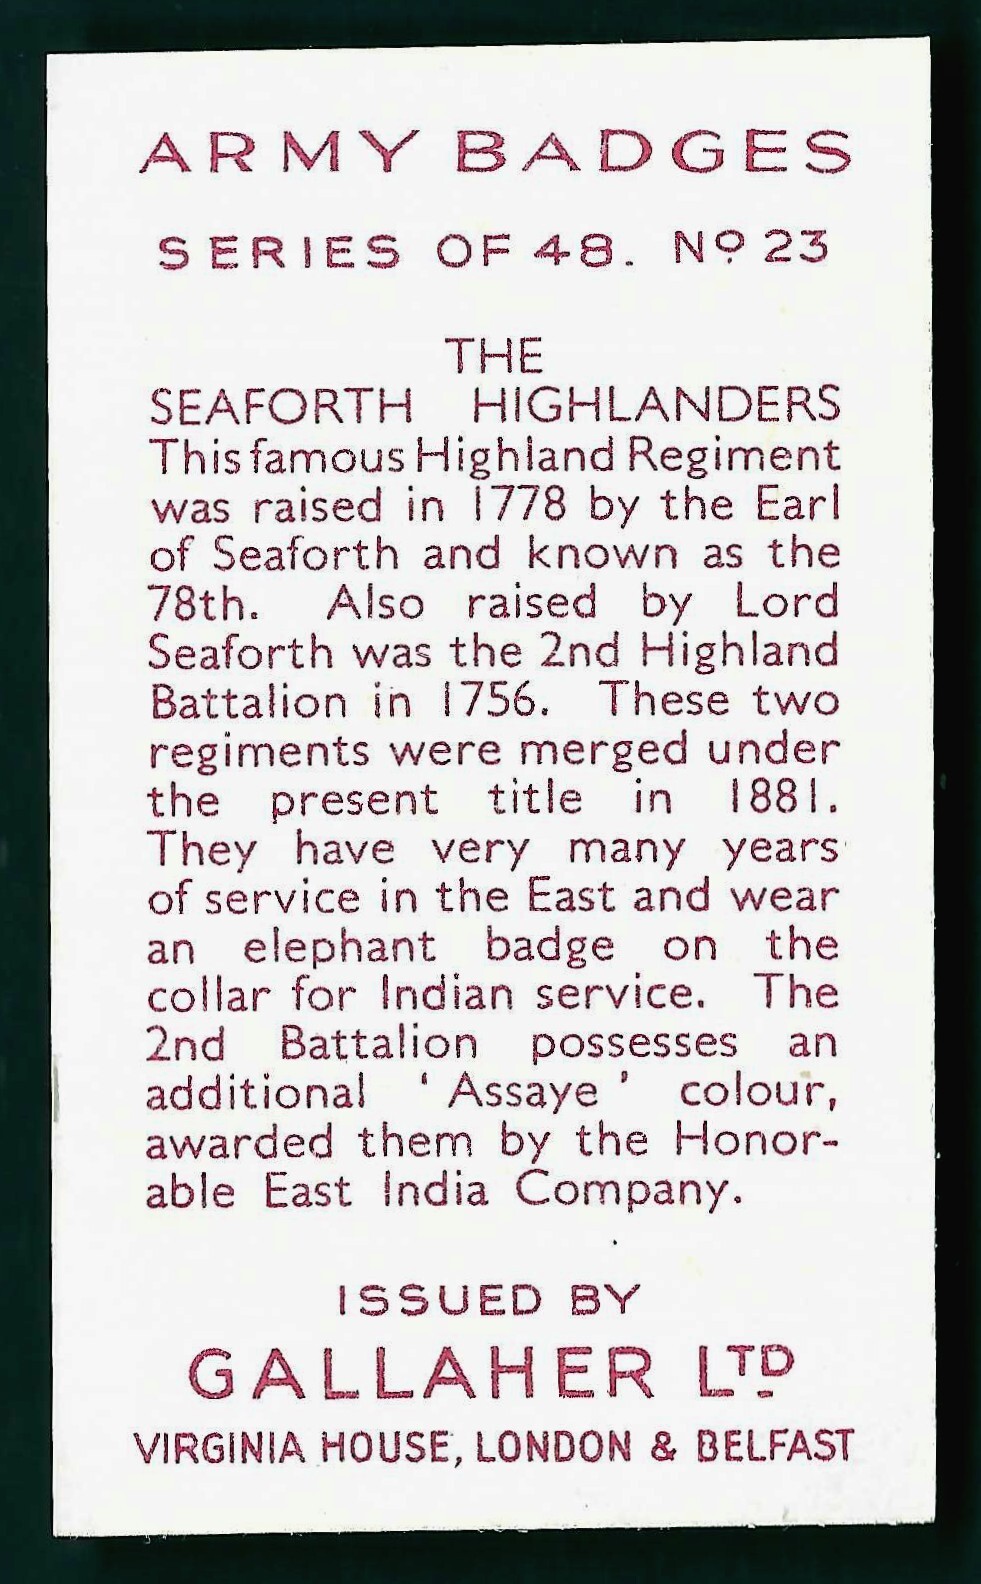 ARMY BADGES
SERIES OF 48. Nº 23
THE
SEAFORTH HIGHLANDERS
This famous Highland Regiment
was raised in 1778 by the Earl
of Seaforth and known as the
78th. Also raised by Lord
Seaforth was the 2nd Highland
Battalion in 1756. These two
regiments were merged under
the present title in 1881.
They have very many years
of service in the East and wear
an elephant badge on the
collar for Indian service. The
2nd Battalion possesses an
additional ‘ Assaye ’ colour,
awarded them by the Honor-
able East India Company.
ISSUED BY
GALLAHER LTD
VIRGINIA HOUSE, LONDON & BELFAST